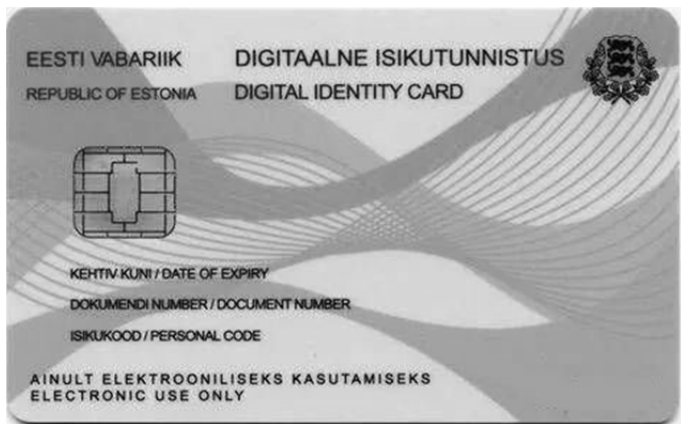 EESTI VABARIIK DIGITAALNE ISIKUTUNNISTUS
REPUBLIC OF ESTONIA DIGITAL IDENTITY CARD
KEHTIV KUNI / DATE OF EXPIRY
DOKUMENDI NUMBER / DOCUMENT NUMBER
ISIKUKOOD / PERSONAL CODE
AINULT ELEKTROONILISEKS KASUTAMISEKS
ELECTRONIC USE ONLY